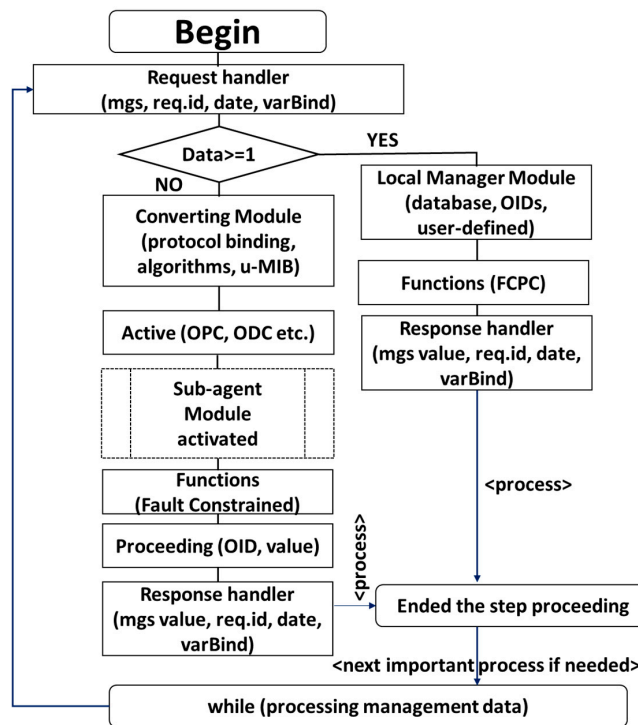 Begin
Request handler
(mgs, req.id, date, varBind)
Data>=1
YES
NO
Local Manager Module
(database, OIDs,
user-defined)
Converting Module
(protocol binding,
algorithms, u-MIB)
Functions (FCPC)
Active (OPC, ODC etc.)
Response handler
(mgs value, req.id, date,
varBind)
Sub-agent
Module
activated
Functions
(Fault Constrained)
<process>
Proceeding (OID, value)
<process>
Response handler
(mgs value, req.id, date,
varBind)
Ended the step proceeding
<next important process if needed>
while (processing management data)